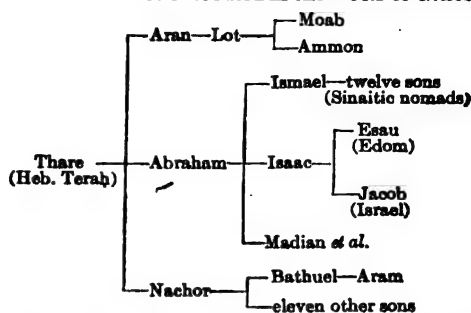 Moab
Aran—Lot
Ammon
Ismael—twelve sons
(Sinaitic nomads)
Esau
(Edom)
Thare
(Heb. Terah)
Abraham
Isaac
Jacob
(Israel)
Madian et al.
Bathuel—Aram
Nachor
eleven other sons